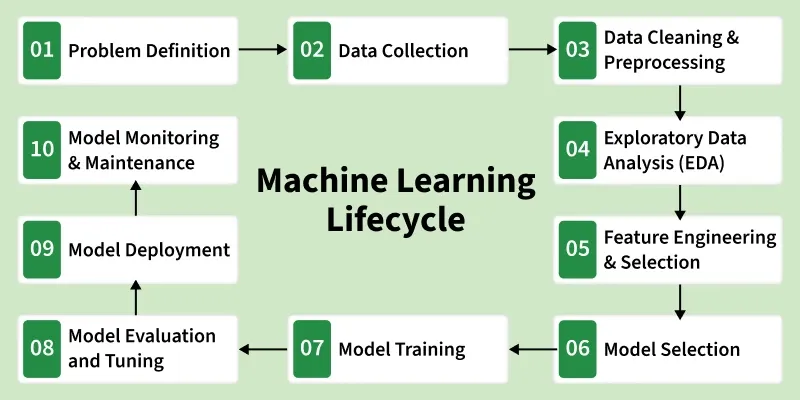 Machine Learning
Lifecycle
01 Problem Definition
02 Data Collection
03 Data Cleaning &
Preprocessing
04 Exploratory Data
Analysis (EDA)
05 Feature Engineering
& Selection
06 Model Selection
07 Model Training
08 Model Evaluation
and Tuning
09 Model Deployment
10 Model Monitoring
& Maintenance